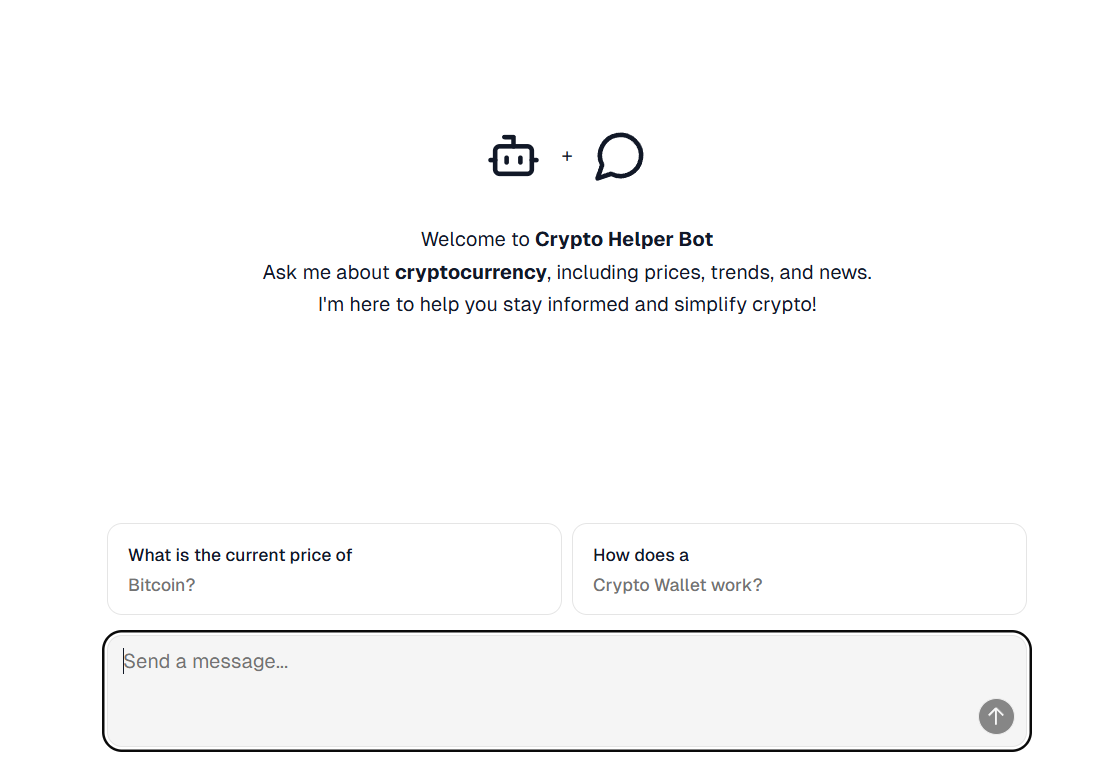 +
Welcome to Crypto Helper Bot
Ask me about cryptocurrency, including prices, trends, and news.
I'm here to help you stay informed and simplify crypto!
What is the current price of
Bitcoin?
How does a
Crypto Wallet work?
Send a message...